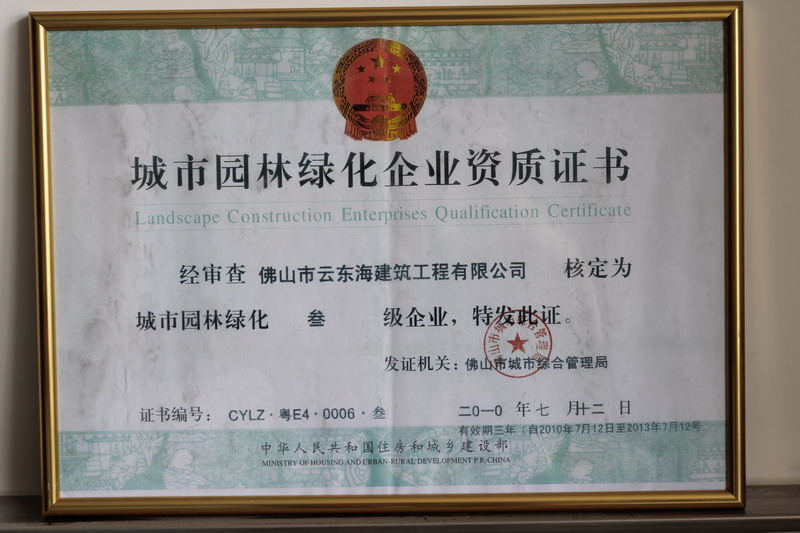 城市园林绿化企业资质证书
Landscape Construction Enterprises Qualification Certificate
经审查 佛山市云东海建筑工程有限公司 核定为
城市园林绿化 叁 级企业，特发此证。
发证机关：佛山市城市综合管理局
证书编号： CYLZ·粤E4·0006·叁 二0一0 年 七 月 十二 日
有效期三年（自2010年7月12日至2013年7月12号
中华人民共和国住房和城乡建设部
MINISTRY OF HOUSING AND URBAN-RURAL DEVELOPMENT P.R.CHINA